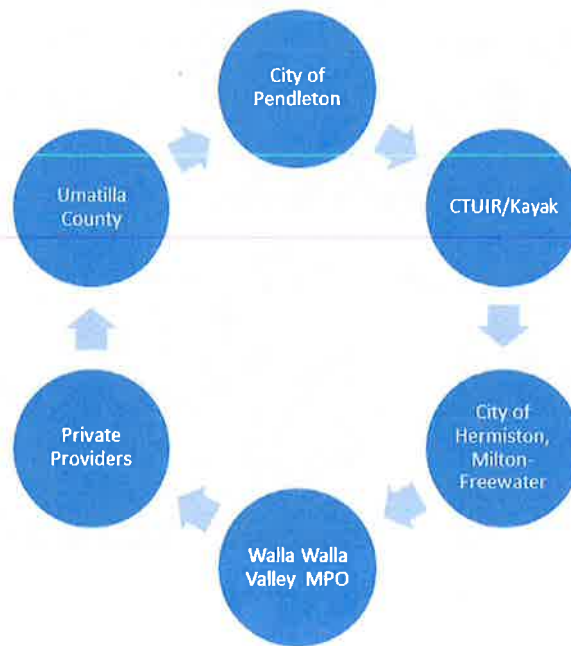 City of
Pendleton
CTUIR/Kayak
City of
Hermiston,
Milton-
Freewater
Walla Walla
Valley MPO
Private
Providers
Umatilla
County